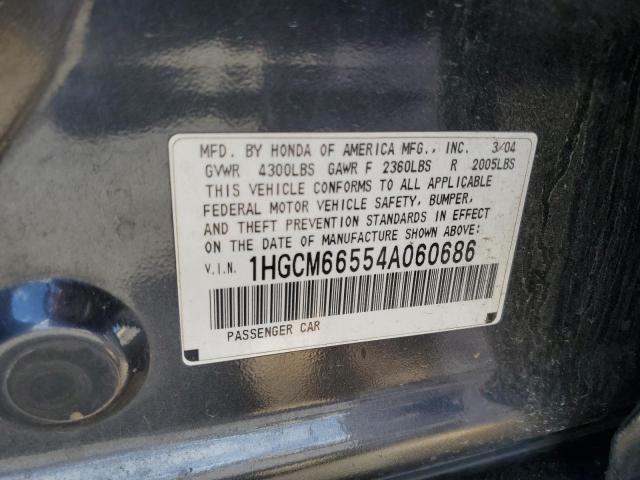 MFD. BY HONDA OF AMERICA MFG., INC. 3/04
GVWR 4300LBS GAWR F 2360LBS R 2005LBS
THIS VEHICLE CONFORMS TO ALL APPLICABLE
FEDERAL MOTOR VEHICLE SAFETY, BUMPER,
AND THEFT PREVENTION STANDARDS IN EFFECT
ON THE DATE OF MANUFACTURE SHOWN ABOVE:
V.I.N. 1HGCM66554A060686
PASSENGER CAR